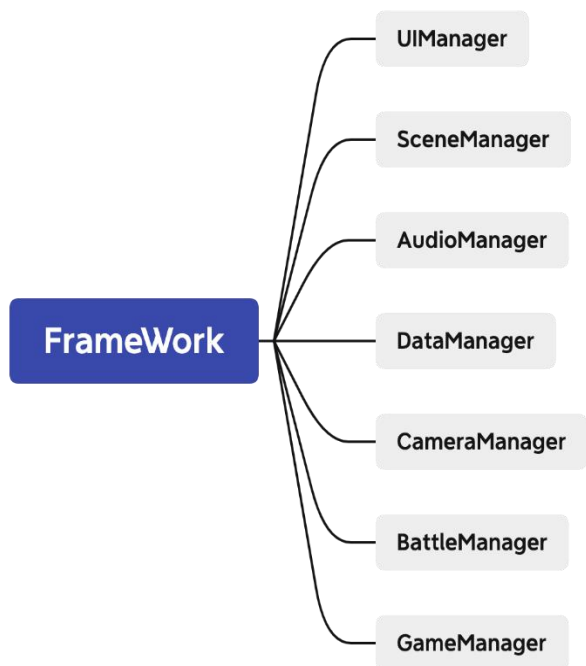 UIManager
SceneManager
AudioManager
FrameWork
DataManager
CameraManager
BattleManager
GameManager